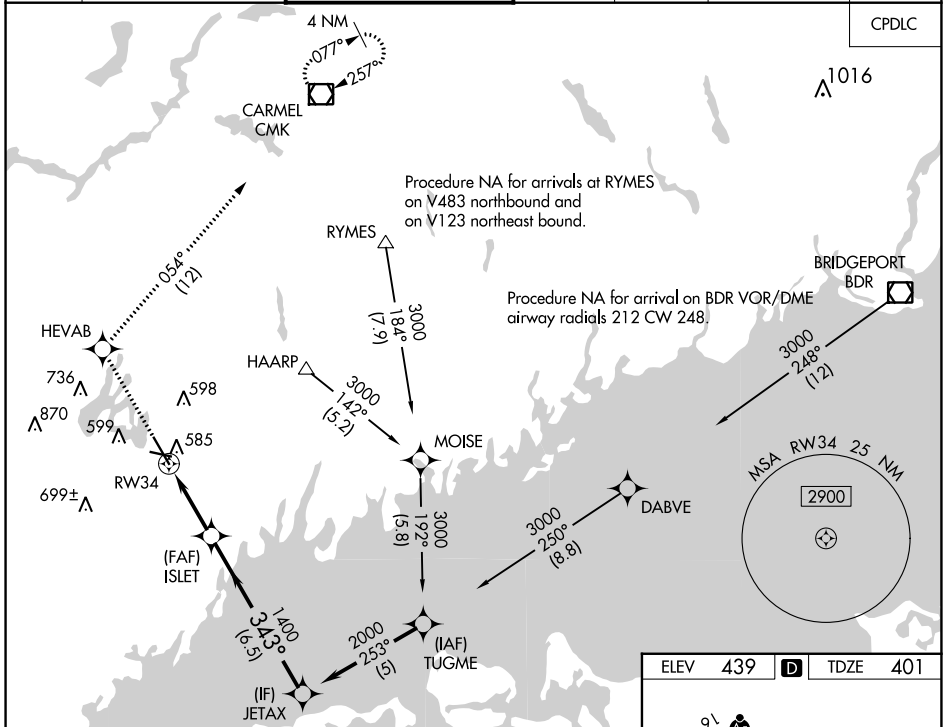 CPDLC
4 NM
077°
257°
CARMEL
CMK
1016
Procedure NA for arrivals at RYMES
on V483 northbound and
on V123 northeast bound.
RYMES
054°
(12)
3000
184°
(7.9)
BRIDGEPORT
BDR
Procedure NA for arrival on BDR VOR/DME
airway radials 212 CW 248.
3000
248°
(12)
HEVAB
736
598
870
599
585
HAARP
3000
142°
(5.2)
MOISE
RW34
699±
MSA RW34 25 NM
2900
DABVE
3000
192°
(5.8)
3000
250°
(8.8)
(FAF)
ISLET
1400
343°
(6.5)
2000
253°
(5)
(IAF)
TUGME
(IF)
JETAX
ELEV 439 D TDZE 401
16